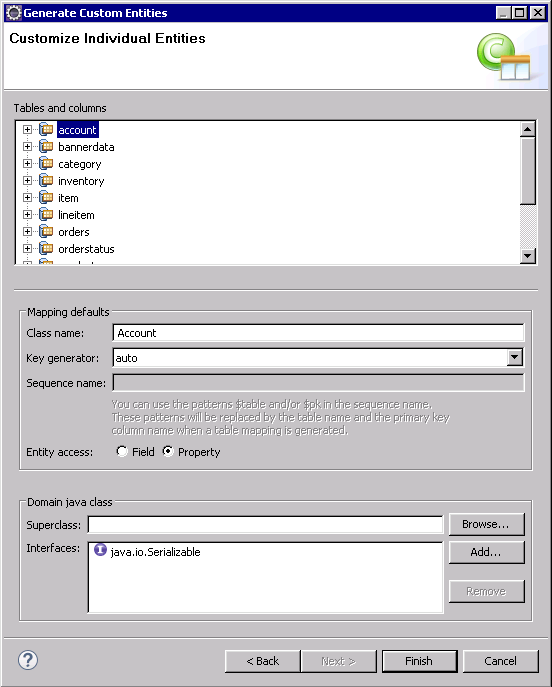 Generate Custom Entities
Customize Individual Entities
Tables and columns
account
bannerdata
category
inventory
item
lineitem
orders
orderstatus
Mapping defaults
Class name: Account
Key generator: auto
Sequence name:
You can use the patterns $table and/or $pk in the sequence name.
These patterns will be replaced by the table name and the primary key
column name when a table mapping is generated.
Entity access: Field Property
Domain java class
Superclass: Browse...
Interfaces: java.io.Serializable Add...
Remove
< Back Next > Finish Cancel